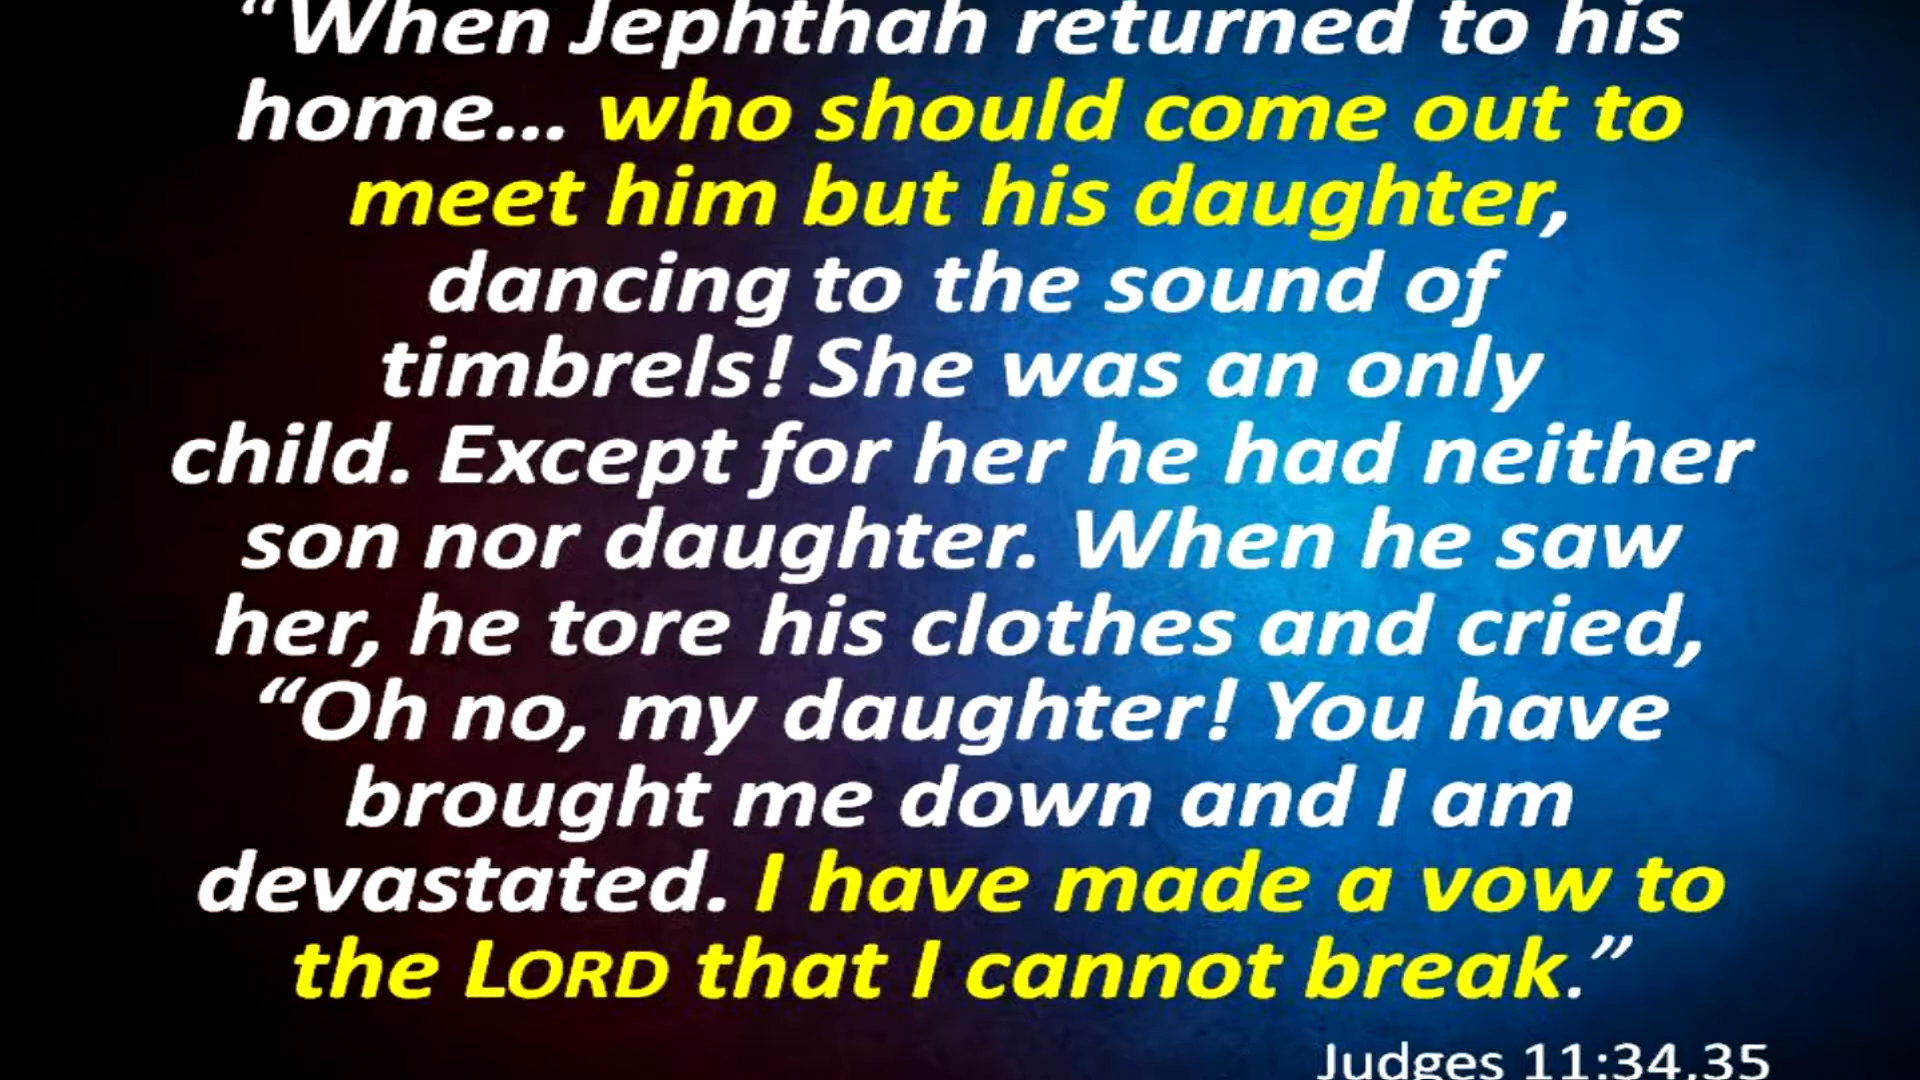 “When Jephthah returned to his
home... who should come out to
meet him but his daughter,
dancing to the sound of
timbrels! She was an only
child. Except for her he had neither
son nor daughter. When he saw
her, he tore his clothes and cried,
“Oh no, my daughter! You have
brought me down and I am
devastated. I have made a vow to
the LORD that I cannot break.”
Judges 11:34,35